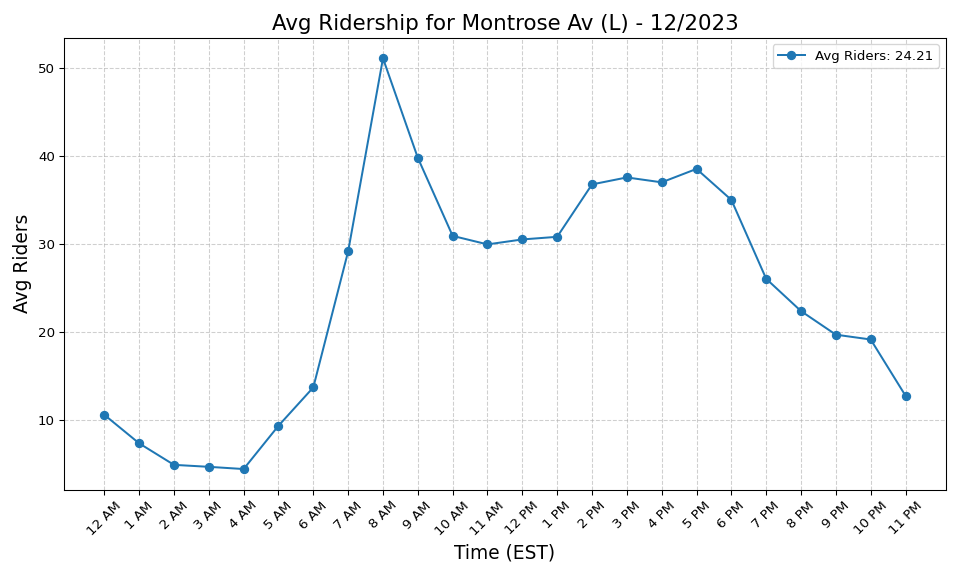 Avg Ridership for Montrose Av (L) - 12/2023
Avg Riders: 24.21
Avg Riders
50
40
30
20
10
12 AM
1 AM
2 AM
3 AM
4 AM
5 AM
6 AM
7 AM
8 AM
9 AM
10 AM
11 AM
12 PM
1 PM
2 PM
3 PM
4 PM
5 PM
6 PM
7 PM
8 PM
9 PM
10 PM
11 PM
Time (EST)